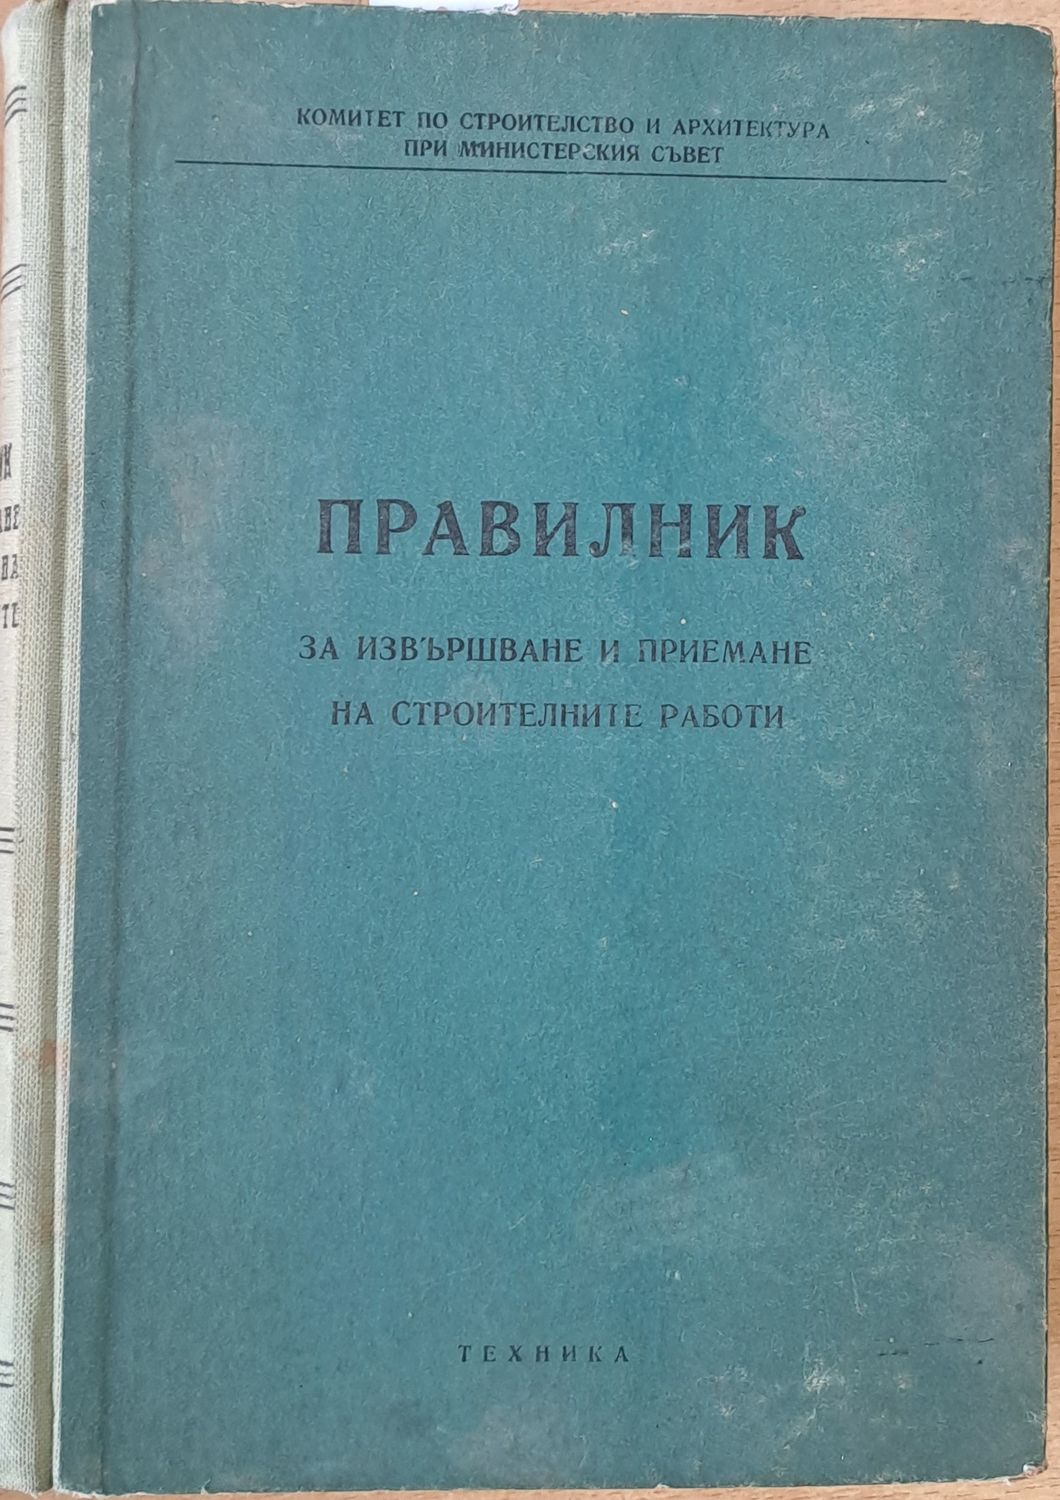 КОМИТЕТ ПО СТРОИТЕЛСТВО И АРХИТЕКТУРА
ПРИ МИНИСТЕРСКИЯ СЪВЕТ
ПРАВИЛНИК
ЗА ИЗВЪРШВАНЕ И ПРИЕМАНЕ
НА СТРОИТЕЛНИТЕ РАБОТИ
ТЕХНИКА